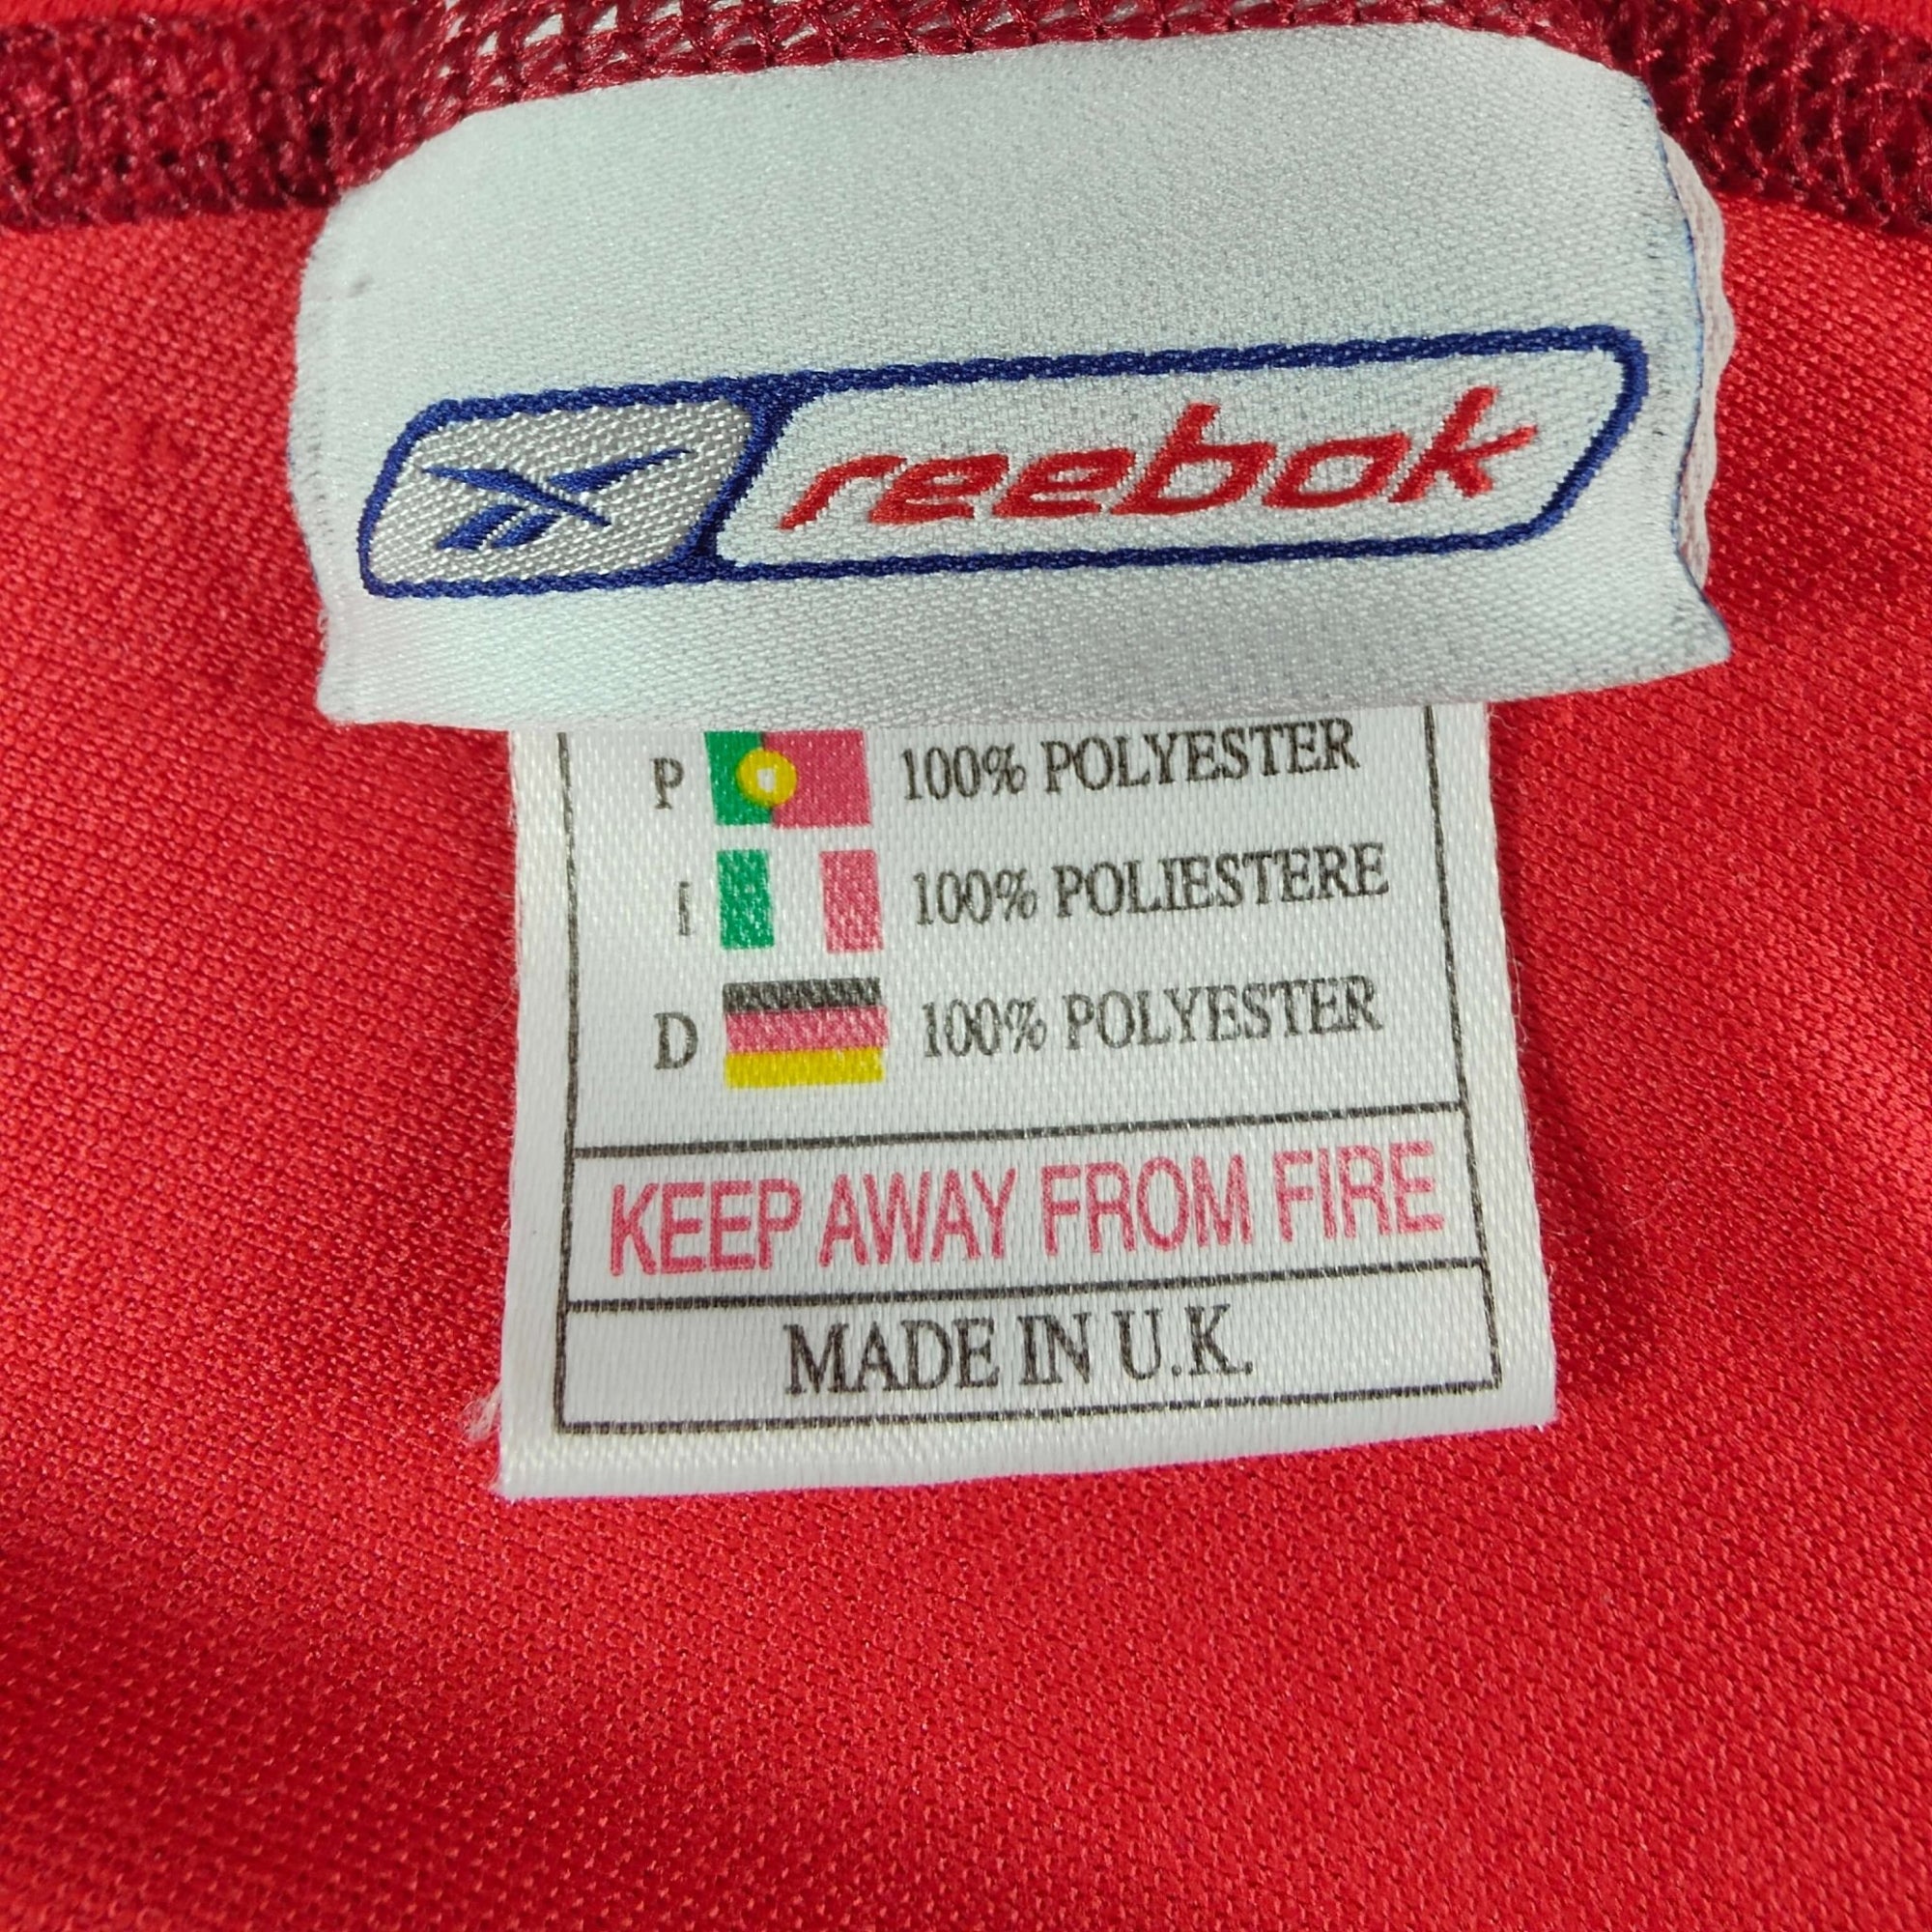 reebok
P 100% POLYESTER
I 100% POLIESTERE
D 100% POLYESTER
KEEP AWAY FROM FIRE
MADE IN U.K.